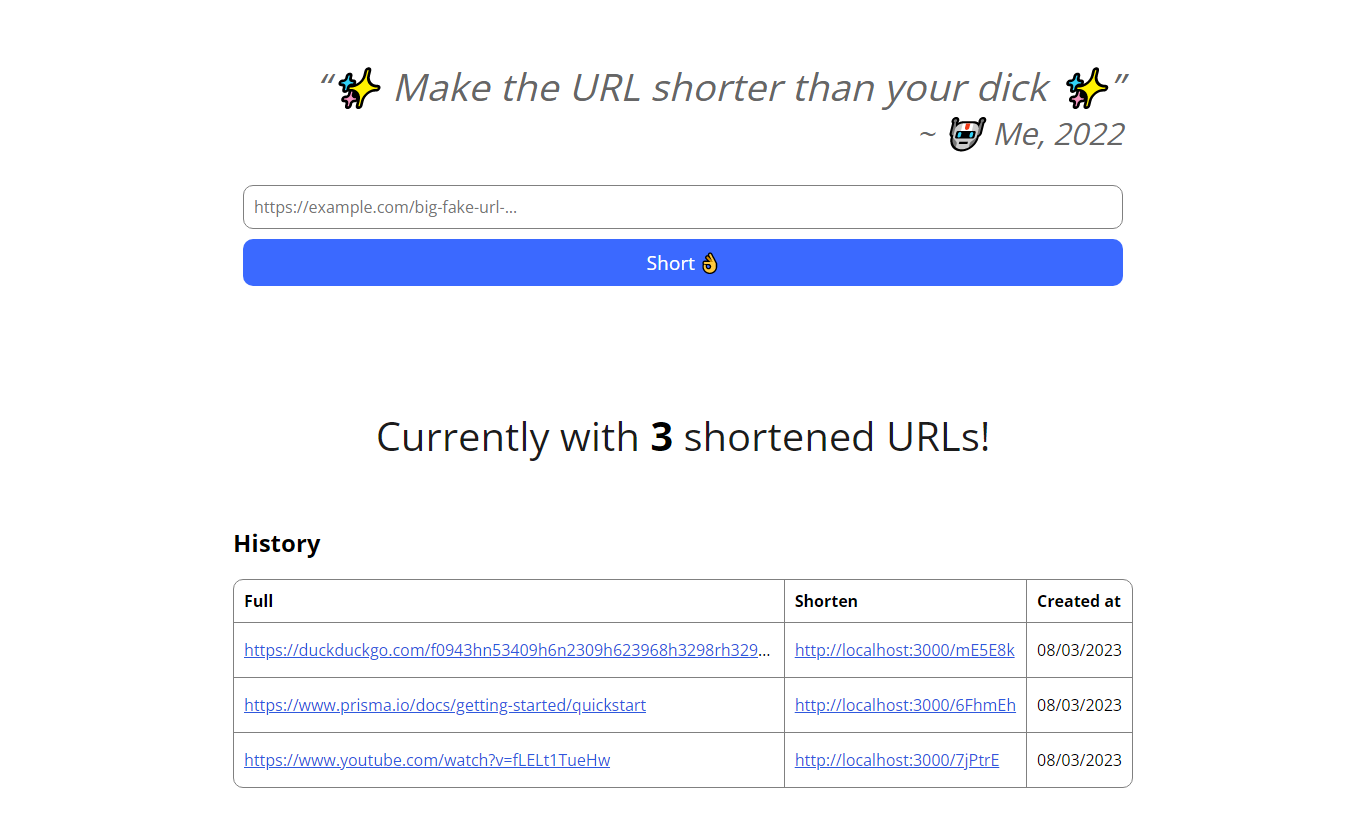 “✨ Make the URL shorter than your dick ✨”
~ 🤖 Me, 2022
https://example.com/big-fake-url-...
Short 👌
Currently with 3 shortened URLs!
History
Full Shorten Created at
https://duckduckgo.com/f0943hn53409h6n2309h623968h3298rh329... http://localhost:3000/mE5E8k 08/03/2023
https://www.prisma.io/docs/getting-started/quickstart http://localhost:3000/6FhmEh 08/03/2023
https://www.youtube.com/watch?v=fLELt1TueHw http://localhost:3000/7jPtrE 08/03/2023